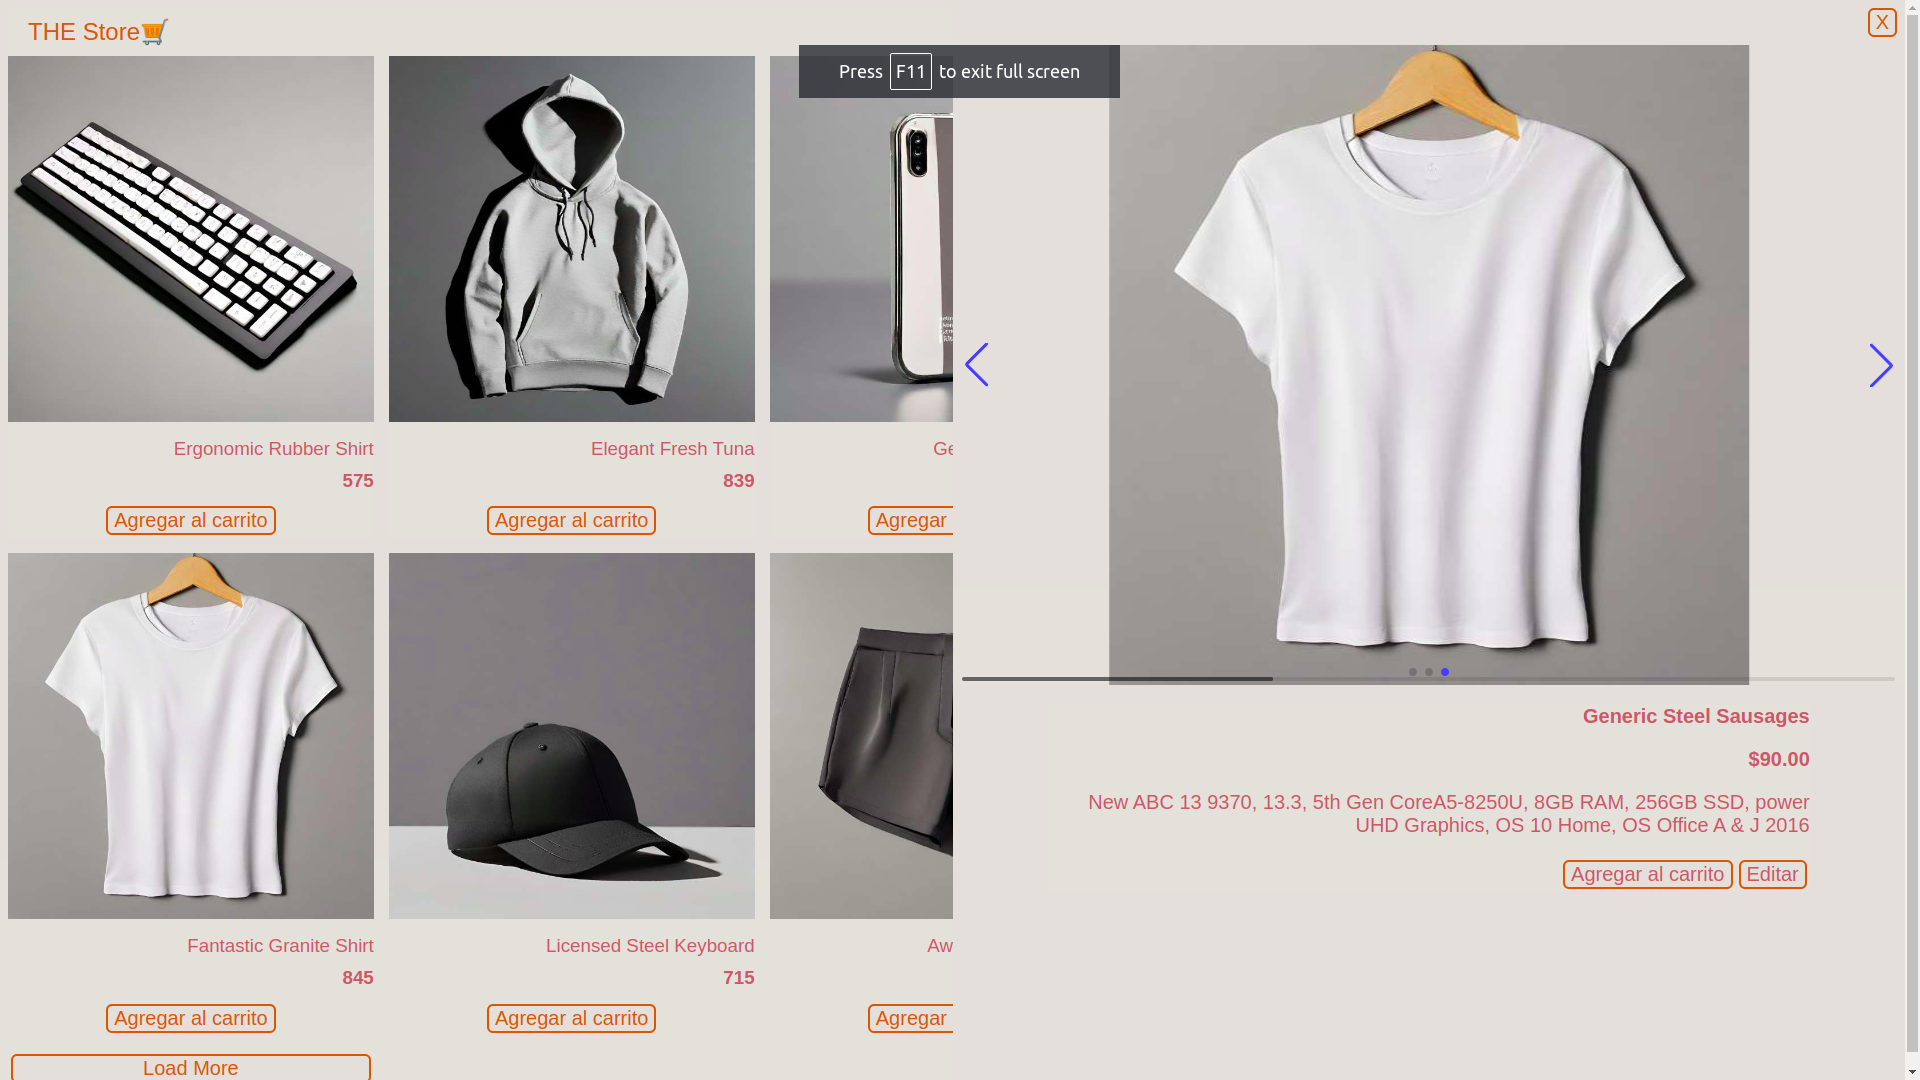 THE Store
X
Press F11 to exit full screen
Ergonomic Rubber Shirt
575
Agregar al carrito
Elegant Fresh Tuna
839
Agregar al carrito
Ge
Agregar
Fantastic Granite Shirt
845
Agregar al carrito
Licensed Steel Keyboard
715
Agregar al carrito
Aw
Agregar
Load More
Generic Steel Sausages
$90.00
New ABC 13 9370, 13.3, 5th Gen CoreA5-8250U, 8GB RAM, 256GB SSD, power
UHD Graphics, OS 10 Home, OS Office A & J 2016
Agregar al carrito
Editar